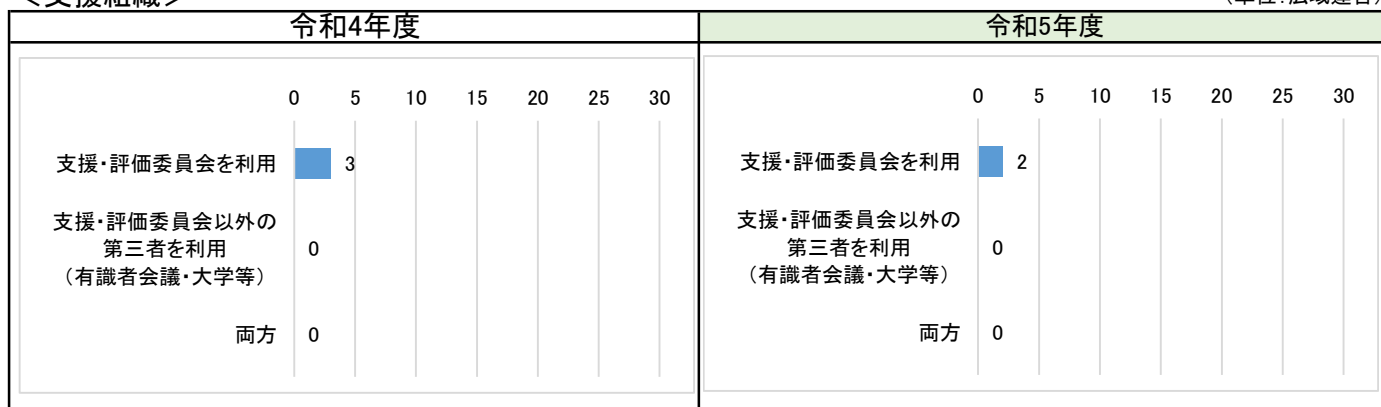 ＜支援組織＞
（単位：広域連合）
令和4年度
0 5 10 15 20 25 30
支援・評価委員会を利用 3
支援・評価委員会以外の
第三者を利用 0
（有識者会議・大学等）
両方 0
令和5年度
0 5 10 15 20 25 30
支援・評価委員会を利用 2
支援・評価委員会以外の
第三者を利用 0
（有識者会議・大学等）
両方 0